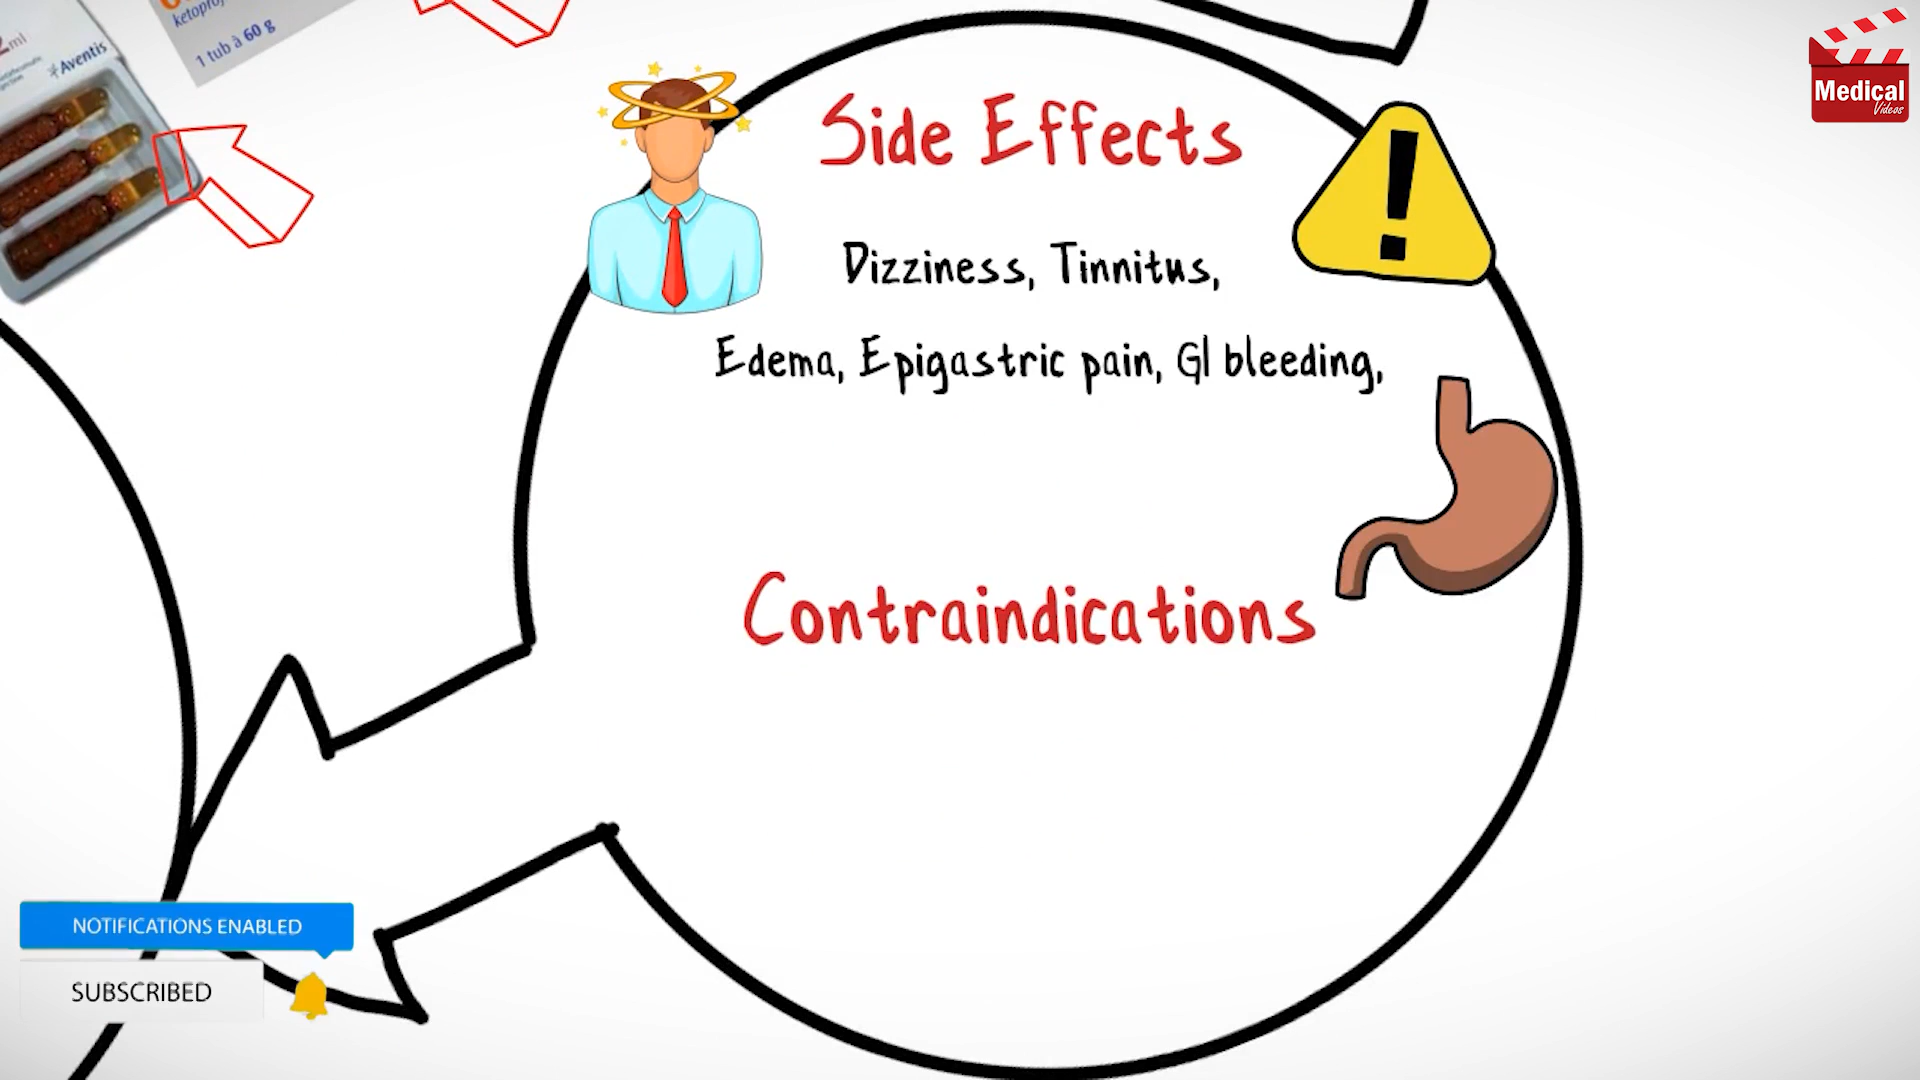 1 tub à 60 g
Aventis
Medical
Videos
Side Effects
Dizziness, Tinnitus,
Edema, Epigastric pain, GI bleeding,
Contraindications
NOTIFICATIONS ENABLED
SUBSCRIBED